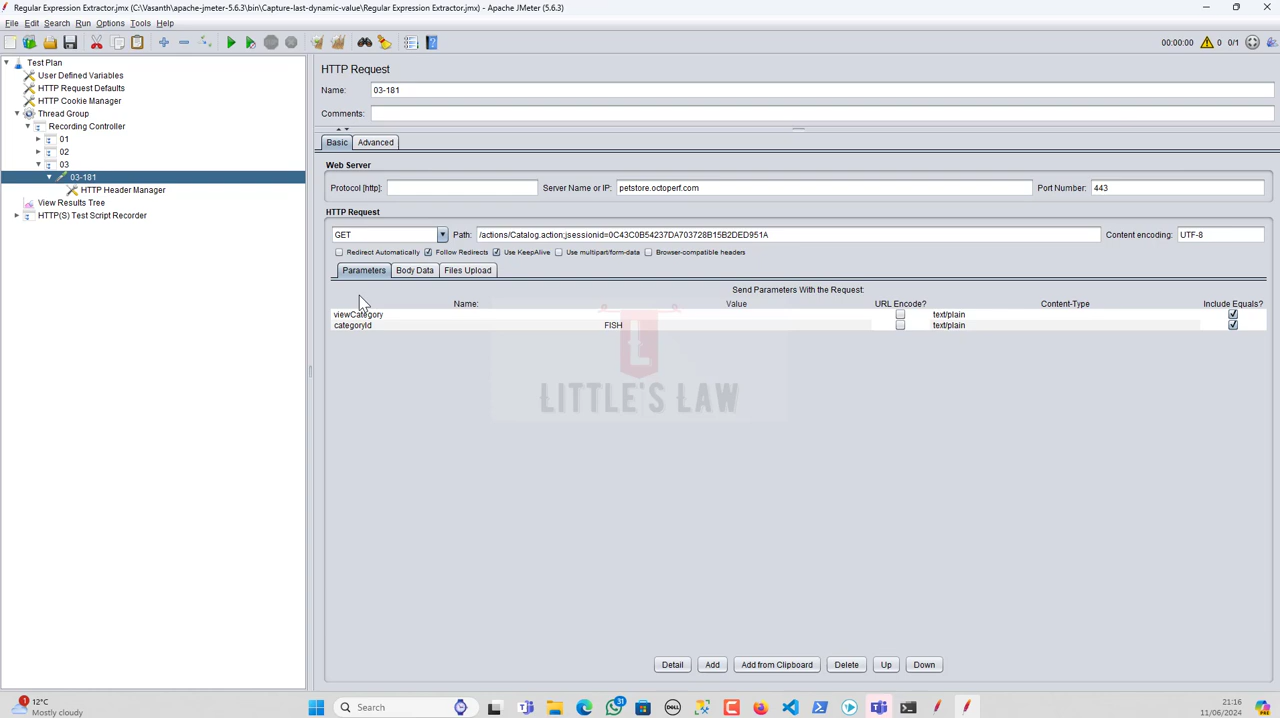 Regular Expression Extractor.jmx (C:\Vasanth\apache-jmeter-5.6.3\bin\Capture-last-dynamic-value\Regular Expression Extractor.jmx) - Apache JMeter (5.6.3)
File Edit Search Run Options Tools Help
00:00:00 0 0/1
Test Plan
User Defined Variables
HTTP Request Defaults
HTTP Cookie Manager
Thread Group
Recording Controller
01
02
03
03-181
HTTP Header Manager
View Results Tree
HTTP(S) Test Script Recorder
HTTP Request
Name: 03-181
Comments:
Basic Advanced
Web Server
Protocol [http]: Server Name or IP: petstore.octoperf.com Port Number: 443
HTTP Request
GET Path: /actions/Catalog.action;jsessionid=0C43C0B54237DA703728B15B2DED951A Content encoding: UTF-8
Redirect Automatically Follow Redirects Use KeepAlive Use multipart/form-data Browser-compatible headers
Parameters Body Data Files Upload
Send Parameters With the Request:
Name: Value URL Encode? Content-Type Include Equals?
viewCategory text/plain
categoryId FISH text/plain
L
LITTLE'S LAW
Detail Add Add from Clipboard Delete Up Down
1 12°C
Mostly cloudy
Search
31
DELL
21:16
11/06/2024